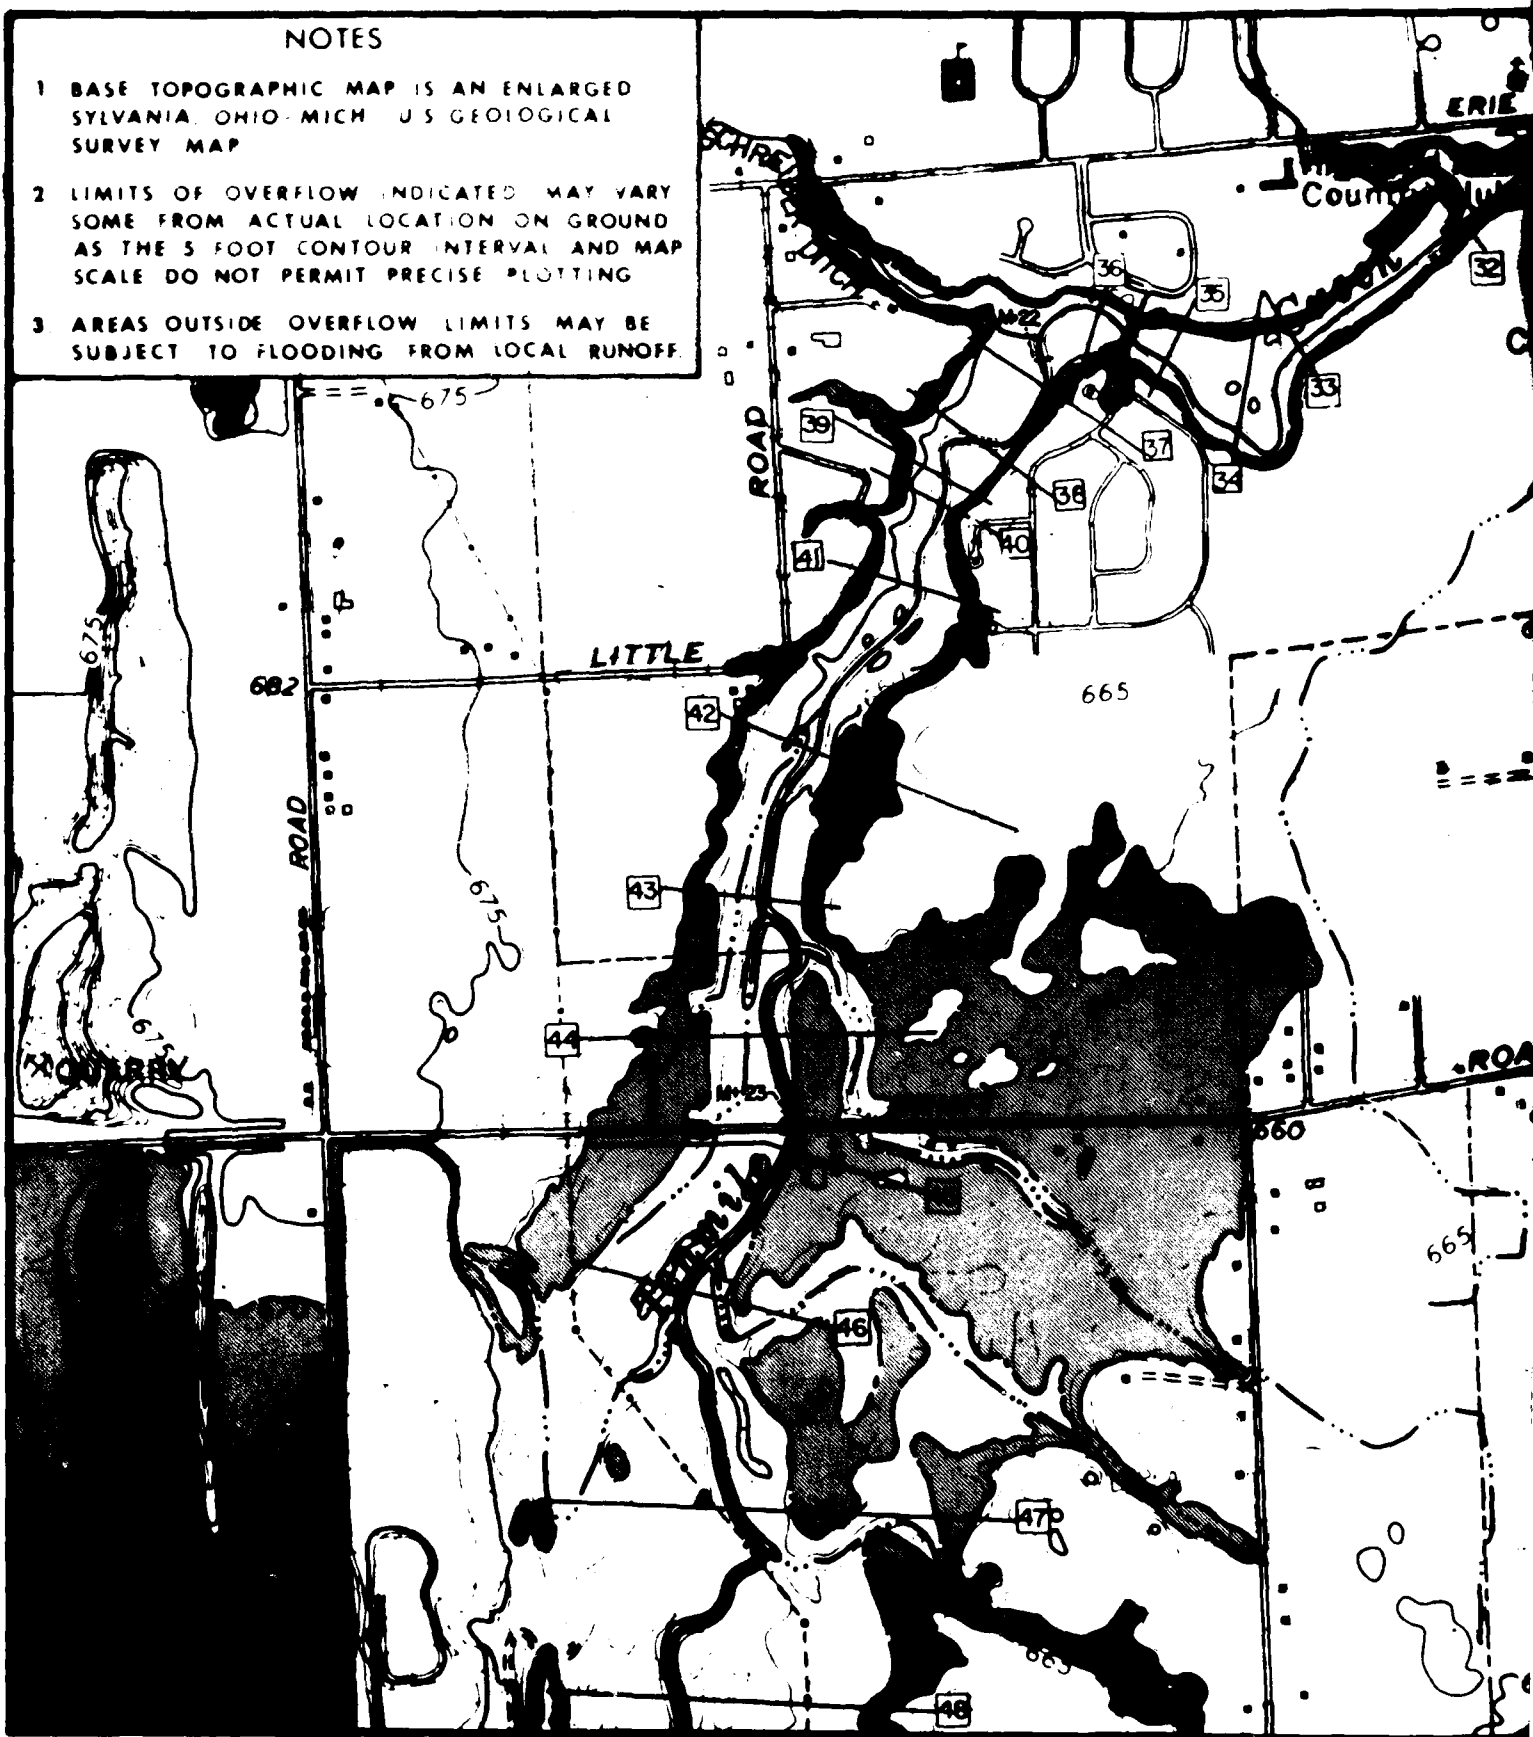 NOTES
1 BASE TOPOGRAPHIC MAP IS AN ENLARGED
SYLVANIA, OHIO-MICH U S GEOLOGICAL
SURVEY MAP
2 LIMITS OF OVERFLOW INDICATED MAY VARY
SOME FROM ACTUAL LOCATION ON GROUND
AS THE 5 FOOT CONTOUR INTERVAL AND MAP
SCALE DO NOT PERMIT PRECISE PLOTTING
3 AREAS OUTSIDE OVERFLOW LIMITS MAY BE
SUBJECT TO FLOODING FROM LOCAL RUNOFF.
ERIE
DITCH
32
36
35
M+22
33
675
39
ROAD
37
34
38
40
41
675
LITTLE
682
665
42
ROAD
43
675
675
44
QUARRY
M+23
ROA
660
665
46
47
665
48